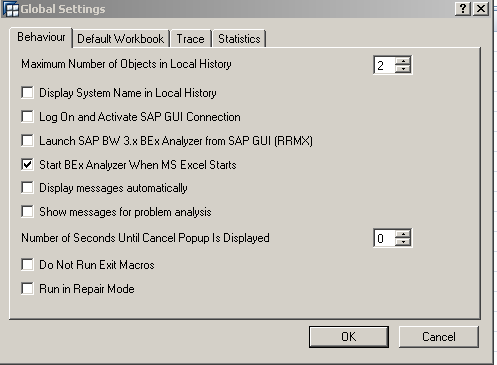 Global Settings
Behaviour Default Workbook Trace Statistics
Maximum Number of Objects in Local History 2
Display System Name in Local History
Log On and Activate SAP GUI Connection
Launch SAP BW 3.x BEx Analyzer from SAP GUI (RRMX)
Start BEx Analyzer When MS Excel Starts
Display messages automatically
Show messages for problem analysis
Number of Seconds Until Cancel Popup Is Displayed 0
Do Not Run Exit Macros
Run in Repair Mode
OK Cancel